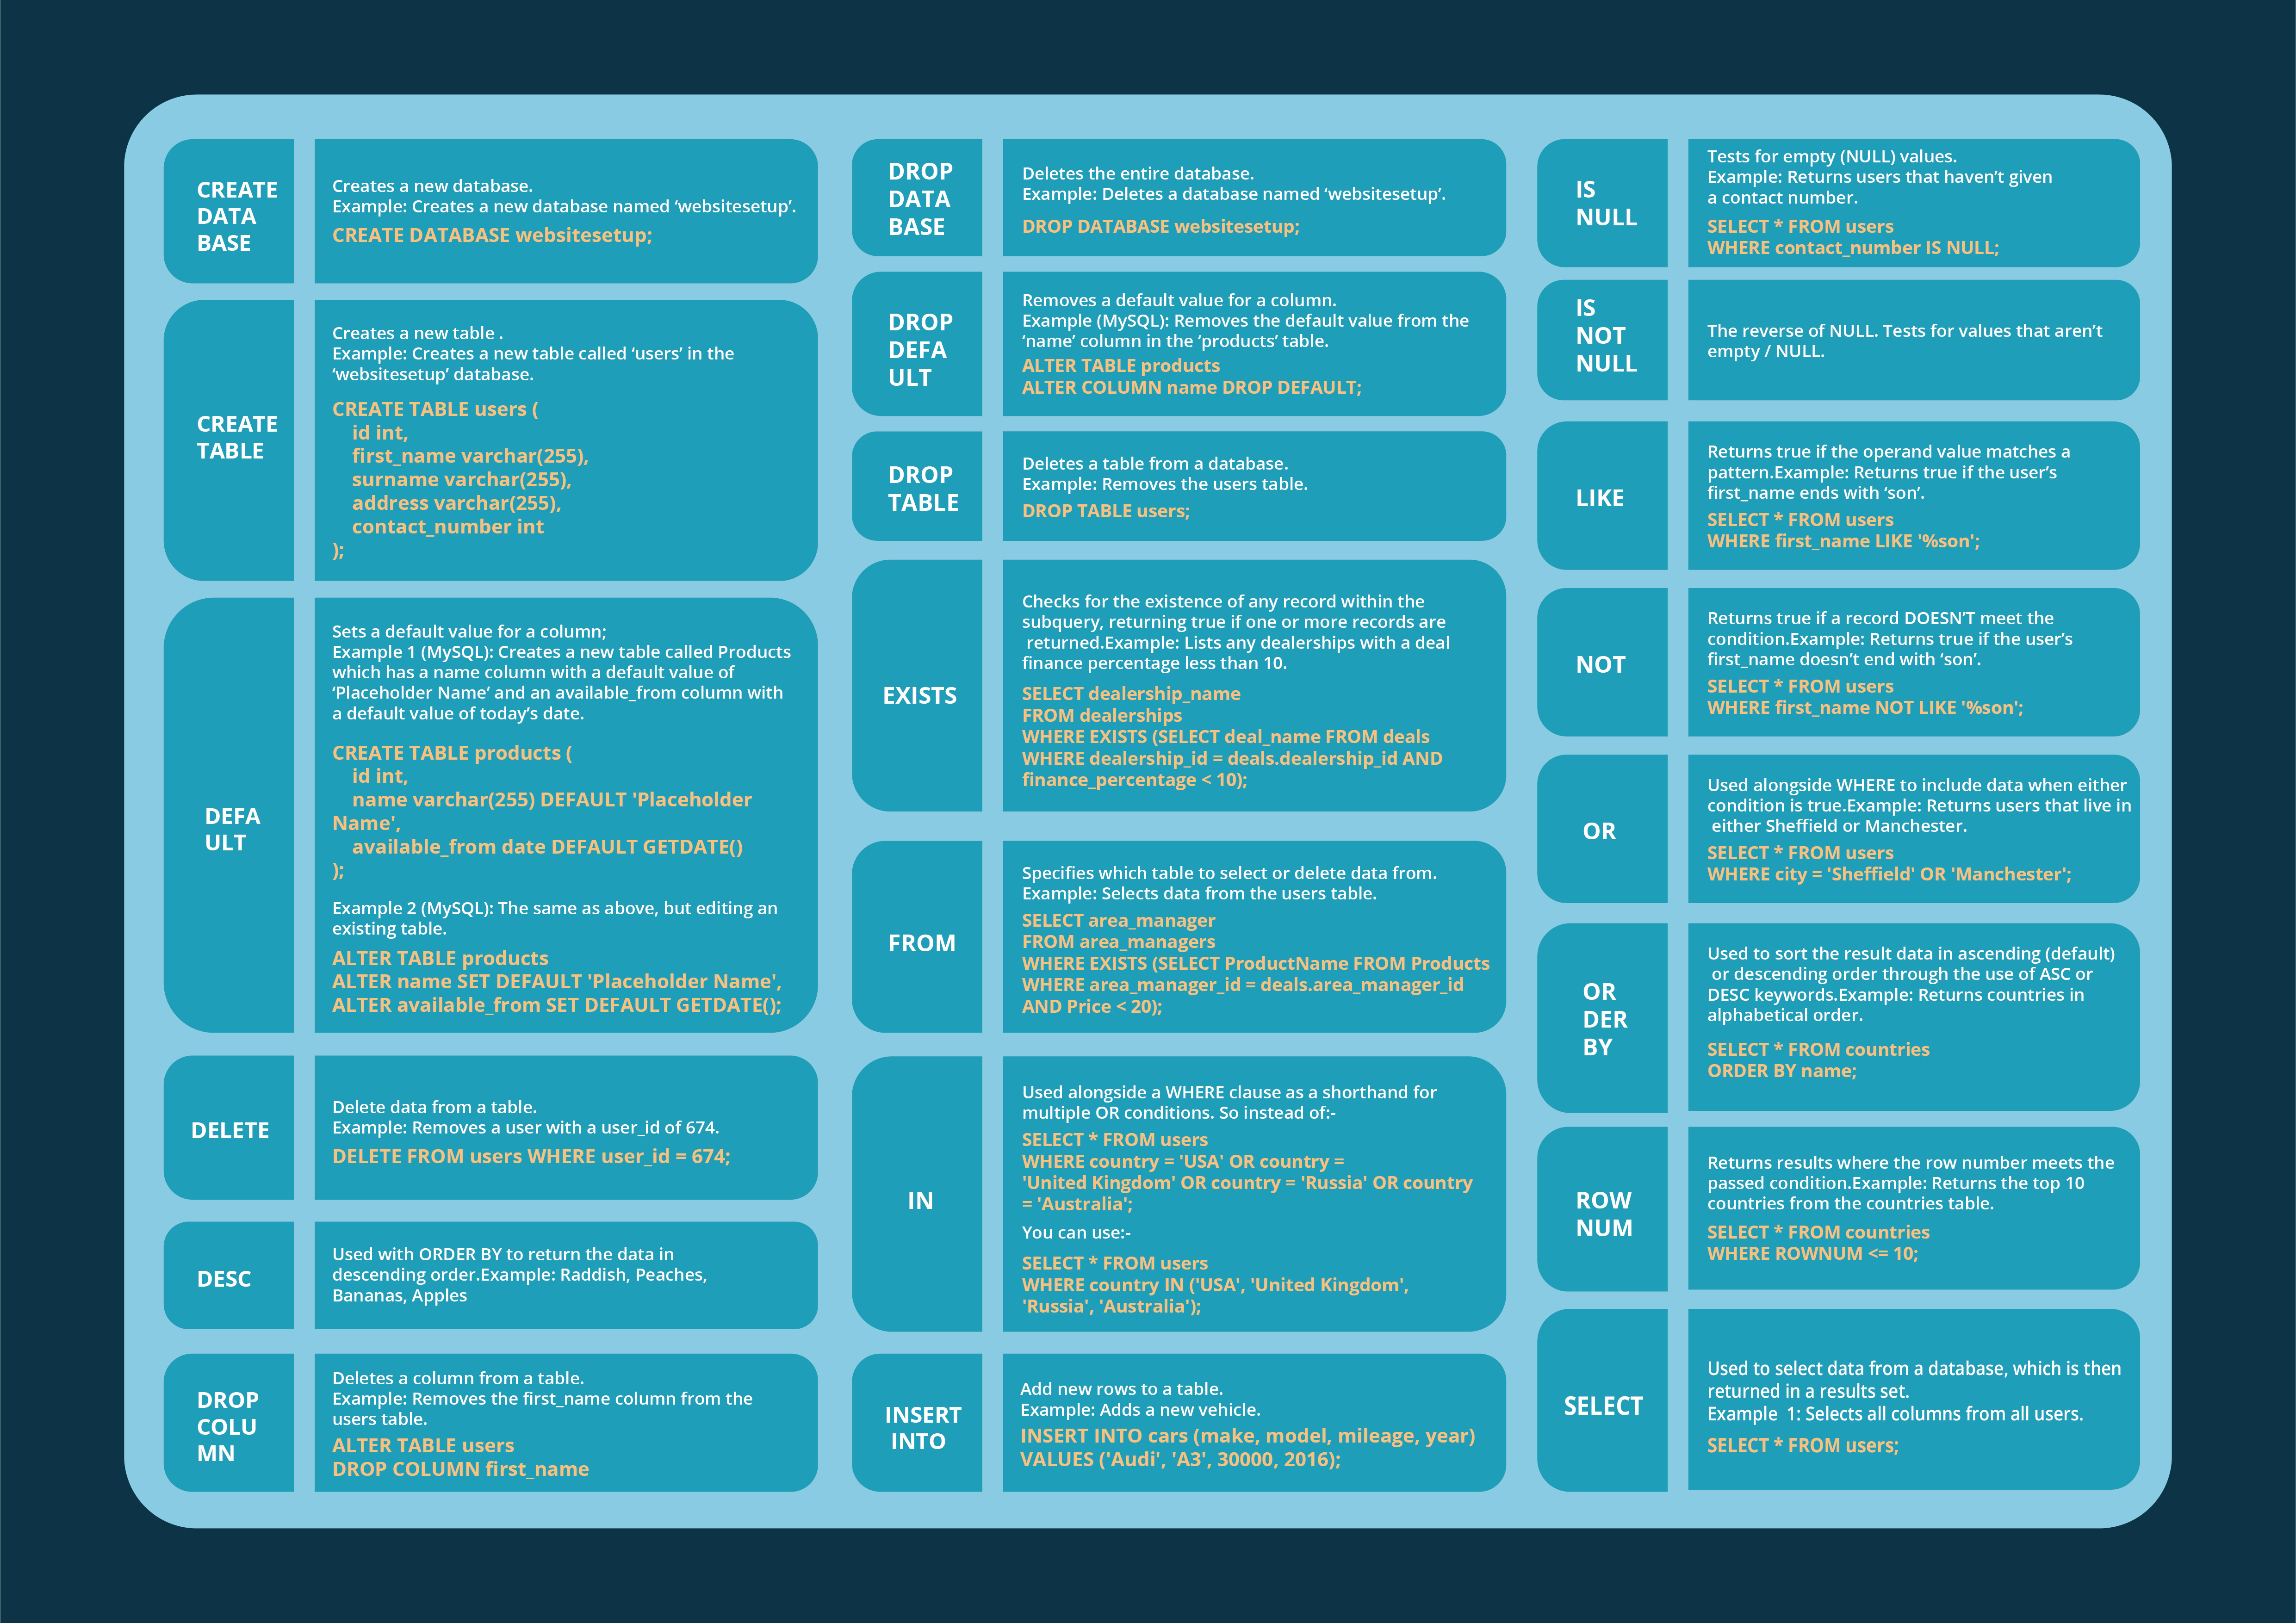 CREATE
DATA
BASE
Creates a new database.
Example: Creates a new database named ‘websitesetup’.
CREATE DATABASE websitesetup;
CREATE
TABLE
Creates a new table .
Example: Creates a new table called ‘users’ in the
‘websitesetup’ database.
CREATE TABLE users (
id int,
first_name varchar(255),
surname varchar(255),
address varchar(255),
contact_number int
);
DEFA
ULT
Sets a default value for a column;
Example 1 (MySQL): Creates a new table called Products
which has a name column with a default value of
‘Placeholder Name’ and an available_from column with
a default value of today’s date.
CREATE TABLE products (
id int,
name varchar(255) DEFAULT 'Placeholder
Name',
available_from date DEFAULT GETDATE()
);
Example 2 (MySQL): The same as above, but editing an
existing table.
ALTER TABLE products
ALTER name SET DEFAULT 'Placeholder Name',
ALTER available_from SET DEFAULT GETDATE();
DELETE
Delete data from a table.
Example: Removes a user with a user_id of 674.
DELETE FROM users WHERE user_id = 674;
DESC
Used with ORDER BY to return the data in
descending order.Example: Raddish, Peaches,
Bananas, Apples
DROP
COLU
MN
Deletes a column from a table.
Example: Removes the first_name column from the
users table.
ALTER TABLE users
DROP COLUMN first_name
DROP
DATA
BASE
Deletes the entire database.
Example: Deletes a database named ‘websitesetup’.
DROP DATABASE websitesetup;
DROP
DEFA
ULT
Removes a default value for a column.
Example (MySQL): Removes the default value from the
‘name’ column in the ‘products’ table.
ALTER TABLE products
ALTER COLUMN name DROP DEFAULT;
DROP
TABLE
Deletes a table from a database.
Example: Removes the users table.
DROP TABLE users;
EXISTS
Checks for the existence of any record within the
subquery, returning true if one or more records are
returned.Example: Lists any dealerships with a deal
finance percentage less than 10.
SELECT dealership_name
FROM dealerships
WHERE EXISTS (SELECT deal_name FROM deals
WHERE dealership_id = deals.dealership_id AND
finance_percentage < 10);
FROM
Specifies which table to select or delete data from.
Example: Selects data from the users table.
SELECT area_manager
FROM area_managers
WHERE EXISTS (SELECT ProductName FROM Products
WHERE area_manager_id = deals.area_manager_id
AND Price < 20);
IN
Used alongside a WHERE clause as a shorthand for
multiple OR conditions. So instead of:-
SELECT * FROM users
WHERE country = 'USA' OR country =
'United Kingdom' OR country = 'Russia' OR country
= 'Australia';
You can use:-
SELECT * FROM users
WHERE country IN ('USA', 'United Kingdom',
'Russia', 'Australia');
INSERT
INTO
Add new rows to a table.
Example: Adds a new vehicle.
INSERT INTO cars (make, model, mileage, year)
VALUES ('Audi', 'A3', 30000, 2016);
IS
NULL
Tests for empty (NULL) values.
Example: Returns users that haven’t given
a contact number.
SELECT * FROM users
WHERE contact_number IS NULL;
IS
NOT
NULL
The reverse of NULL. Tests for values that aren’t
empty / NULL.
LIKE
Returns true if the operand value matches a
pattern.Example: Returns true if the user’s
first_name ends with ‘son’.
SELECT * FROM users
WHERE first_name LIKE '%son';
NOT
Returns true if a record DOESN’T meet the
condition.Example: Returns true if the user’s
first_name doesn’t end with ‘son’.
SELECT * FROM users
WHERE first_name NOT LIKE '%son';
OR
Used alongside WHERE to include data when either
condition is true.Example: Returns users that live in
either Sheffield or Manchester.
SELECT * FROM users
WHERE city = 'Sheffield' OR 'Manchester';
OR
DER
BY
Used to sort the result data in ascending (default)
or descending order through the use of ASC or
DESC keywords.Example: Returns countries in
alphabetical order.
SELECT * FROM countries
ORDER BY name;
ROW
NUM
Returns results where the row number meets the
passed condition.Example: Returns the top 10
countries from the countries table.
SELECT * FROM countries
WHERE ROWNUM <= 10;
SELECT
Used to select data from a database, which is then
returned in a results set.
Example  1: Selects all columns from all users.
SELECT * FROM users;